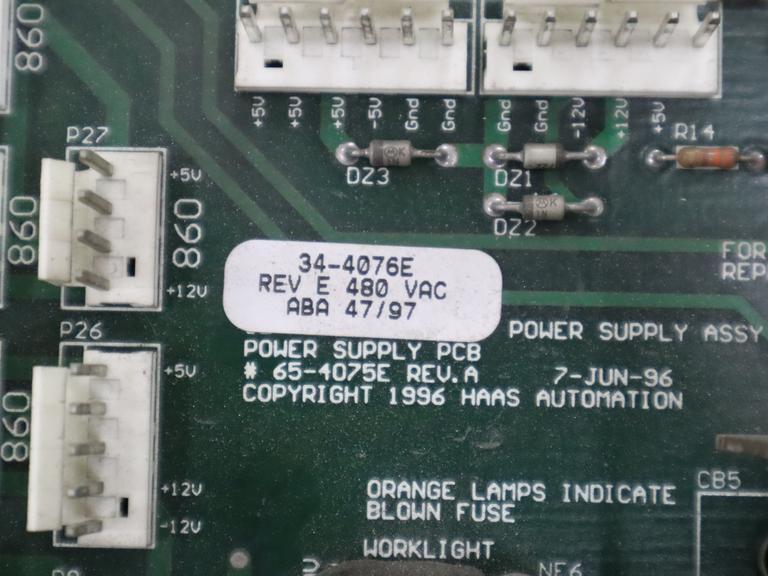 860
+5V
+5V
+5V
-5V
Gnd
Gnd
Gnd
Gnd
-12V
+12V
+5V
P27
R14
DZ3
DZ1
DZ2
K
K
1N
+5V
860
860
+12V
34-4076E
REV E 480 VAC
ABA 47/97
FOR
REP
P26
POWER SUPPLY ASSY
POWER SUPPLY PCB
# 65-4075E REV.A 7-JUN-96
COPYRIGHT 1996 HAAS AUTOMATION
+5V
860
+12V
-12V
ORANGE LAMPS INDICATE
BLOWN FUSE
CB5
WORKLIGHT
NE6